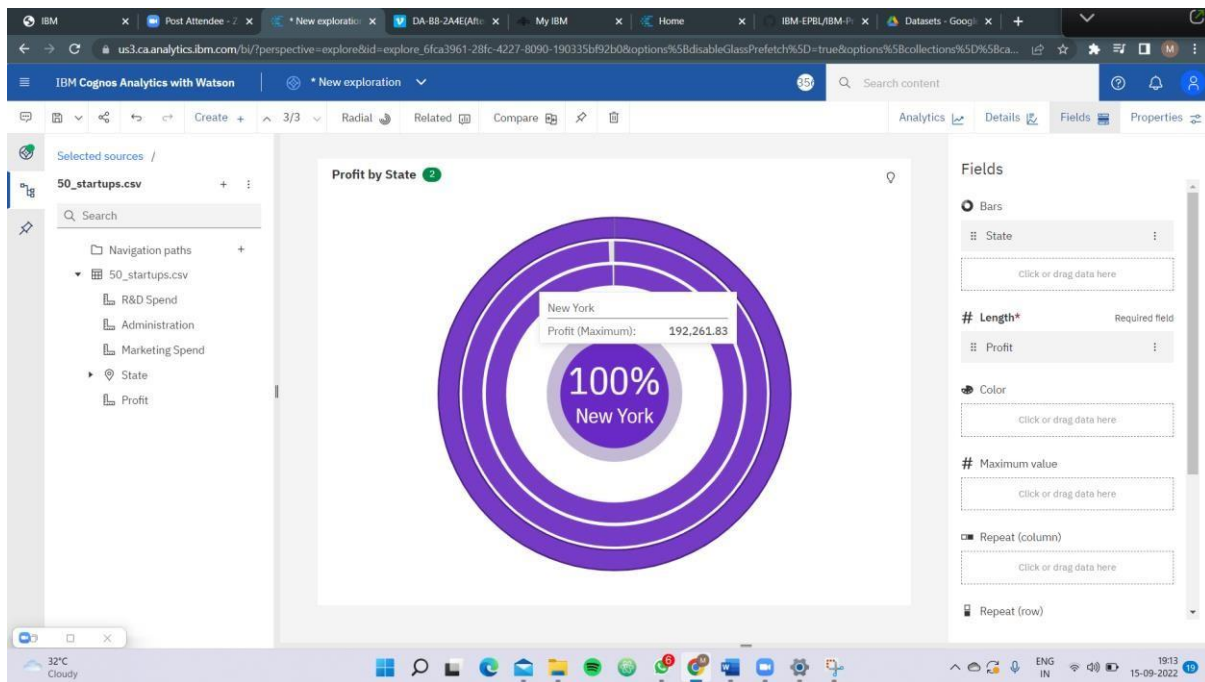 IBM
Post Attendee - Z
* New exploration
DA-B8-2A4E(Afte
My IBM
Home
IBM-EPBL/IBM-Pr
Datasets - Googl
us3.ca.analytics.ibm.com/bi/?perspective=explore&id=explore_6fca3961-28fc-4227-8090-190335bf92b0&options%5BdisableGlassPrefetch%5D=true&options%5Bcollections%5D%5Bca...
M
IBM Cognos Analytics with Watson
* New exploration
Search content
Create +
3/3
Radial
Related
Compare
Analytics
Details
Fields
Properties
Selected sources /
50_startups.csv
Search
Navigation paths
50_startups.csv
R&D Spend
Administration
Marketing Spend
State
Profit
Profit by State 2
New York
Profit (Maximum): 192,261.83
100%
New York
Fields
Bars
State
Click or drag data here
# Length*
Required field
Profit
Color
Click or drag data here
# Maximum value
Click or drag data here
Repeat (column)
Click or drag data here
Repeat (row)
32°C
Cloudy
6
ENG
IN
19:13
15-09-2022
19